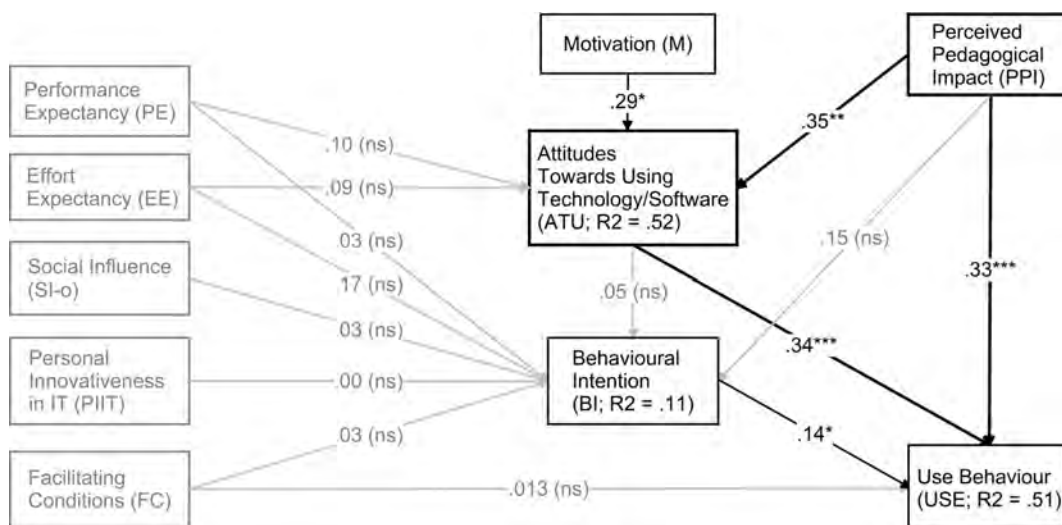 Motivation (M)
Perceived
Pedagogical
Impact (PPI)
Performance
Expectancy (PE)
.29*
.35**
.10 (ns)
Attitudes
Towards Using
Technology/Software
(ATU; R2 = .52)
Effort
Expectancy (EE)
.09 (ns)
.03 (ns)
.15 (ns)
Social Influence
(SI-o)
.17 (ns)
.05 (ns)
.33***
.03 (ns)
.34***
Personal
Innovativeness
in IT (PIIT)
.00 (ns)
Behavioural
Intention
(BI; R2 = .11)
.03 (ns)
.14*
Facilitating
Conditions (FC)
.013 (ns)
Use Behaviour
(USE; R2 = .51)